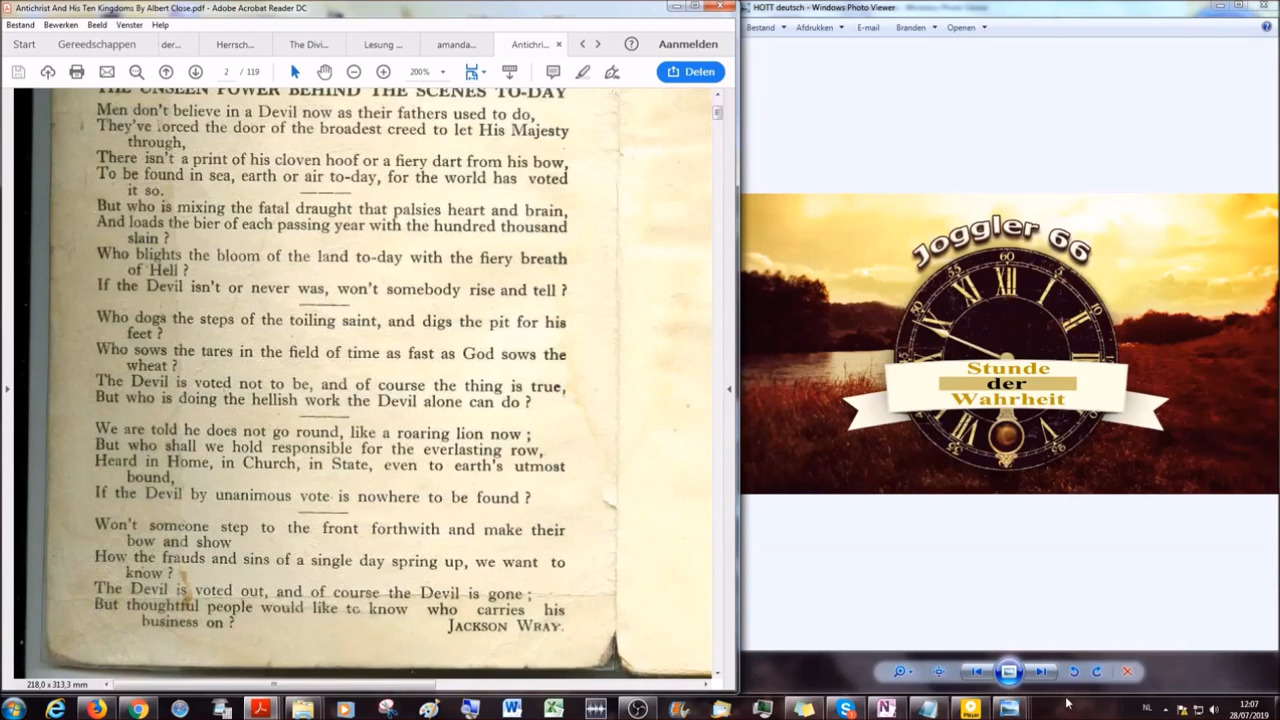 Antichrist And His Ten Kingdoms By Albert Close.pdf - Adobe Acrobat Reader DC
Bestand Bewerken Beeld Venster Help
Start Gereedschappen der... Herrsch... The Divi... Lesung ... amanda... Antichri... × Aanmelden
2 / 119 200% Delen
THE UNSEEN POWER BEHIND THE SCENES TO-DAY
Men don't believe in a Devil now as their fathers used to do,
They've orced the door of the broadest creed to let His Majesty
through,
There isn't a print of his cloven hoof or a fiery dart from his bow,
To be found in sea, earth or air to-day, for the world has voted
it so.
But who is mixing the fatal draught that palsies heart and brain,
And loads the bier of each passing year with the hundred thousand
slain ?
Who blights the bloom of the land to-day with the fiery breath
of Hell ?
If the Devil isn't or never was, won't somebody rise and tell ?
Who dogs the steps of the toiling saint, and digs the pit for his
feet ?
Who sows the tares in the field of time as fast as God sows the
wheat ?
The Devil is voted not to be, and of course the thing is true,
But who is doing the hellish work the Devil alone can do ?
We are told he does not go round, like a roaring lion now ;
But who shall we hold responsible for the everlasting row,
Heard in Home, in Church, in State, even to earth's utmost
bound,
If the Devil by unanimous vote is nowhere to be found ?
Won't someone step to the front forthwith and make their
bow and show
How the frauds and sins of a single day spring up, we want to
know ?
The Devil is voted out, and of course the Devil is gone ;
But thoughtful people would like to know who carries his
business on ?
JACKSON WRAY.
218,0 x 313,3 mm
HOTT deutsch - Windows Photo Viewer
Bestand Afdrukken E-mail Branden Openen
Joggler 66
55 60 5 10
XII I II
Stunde
der
Wahrheit
NL 12:07
28/07/2019